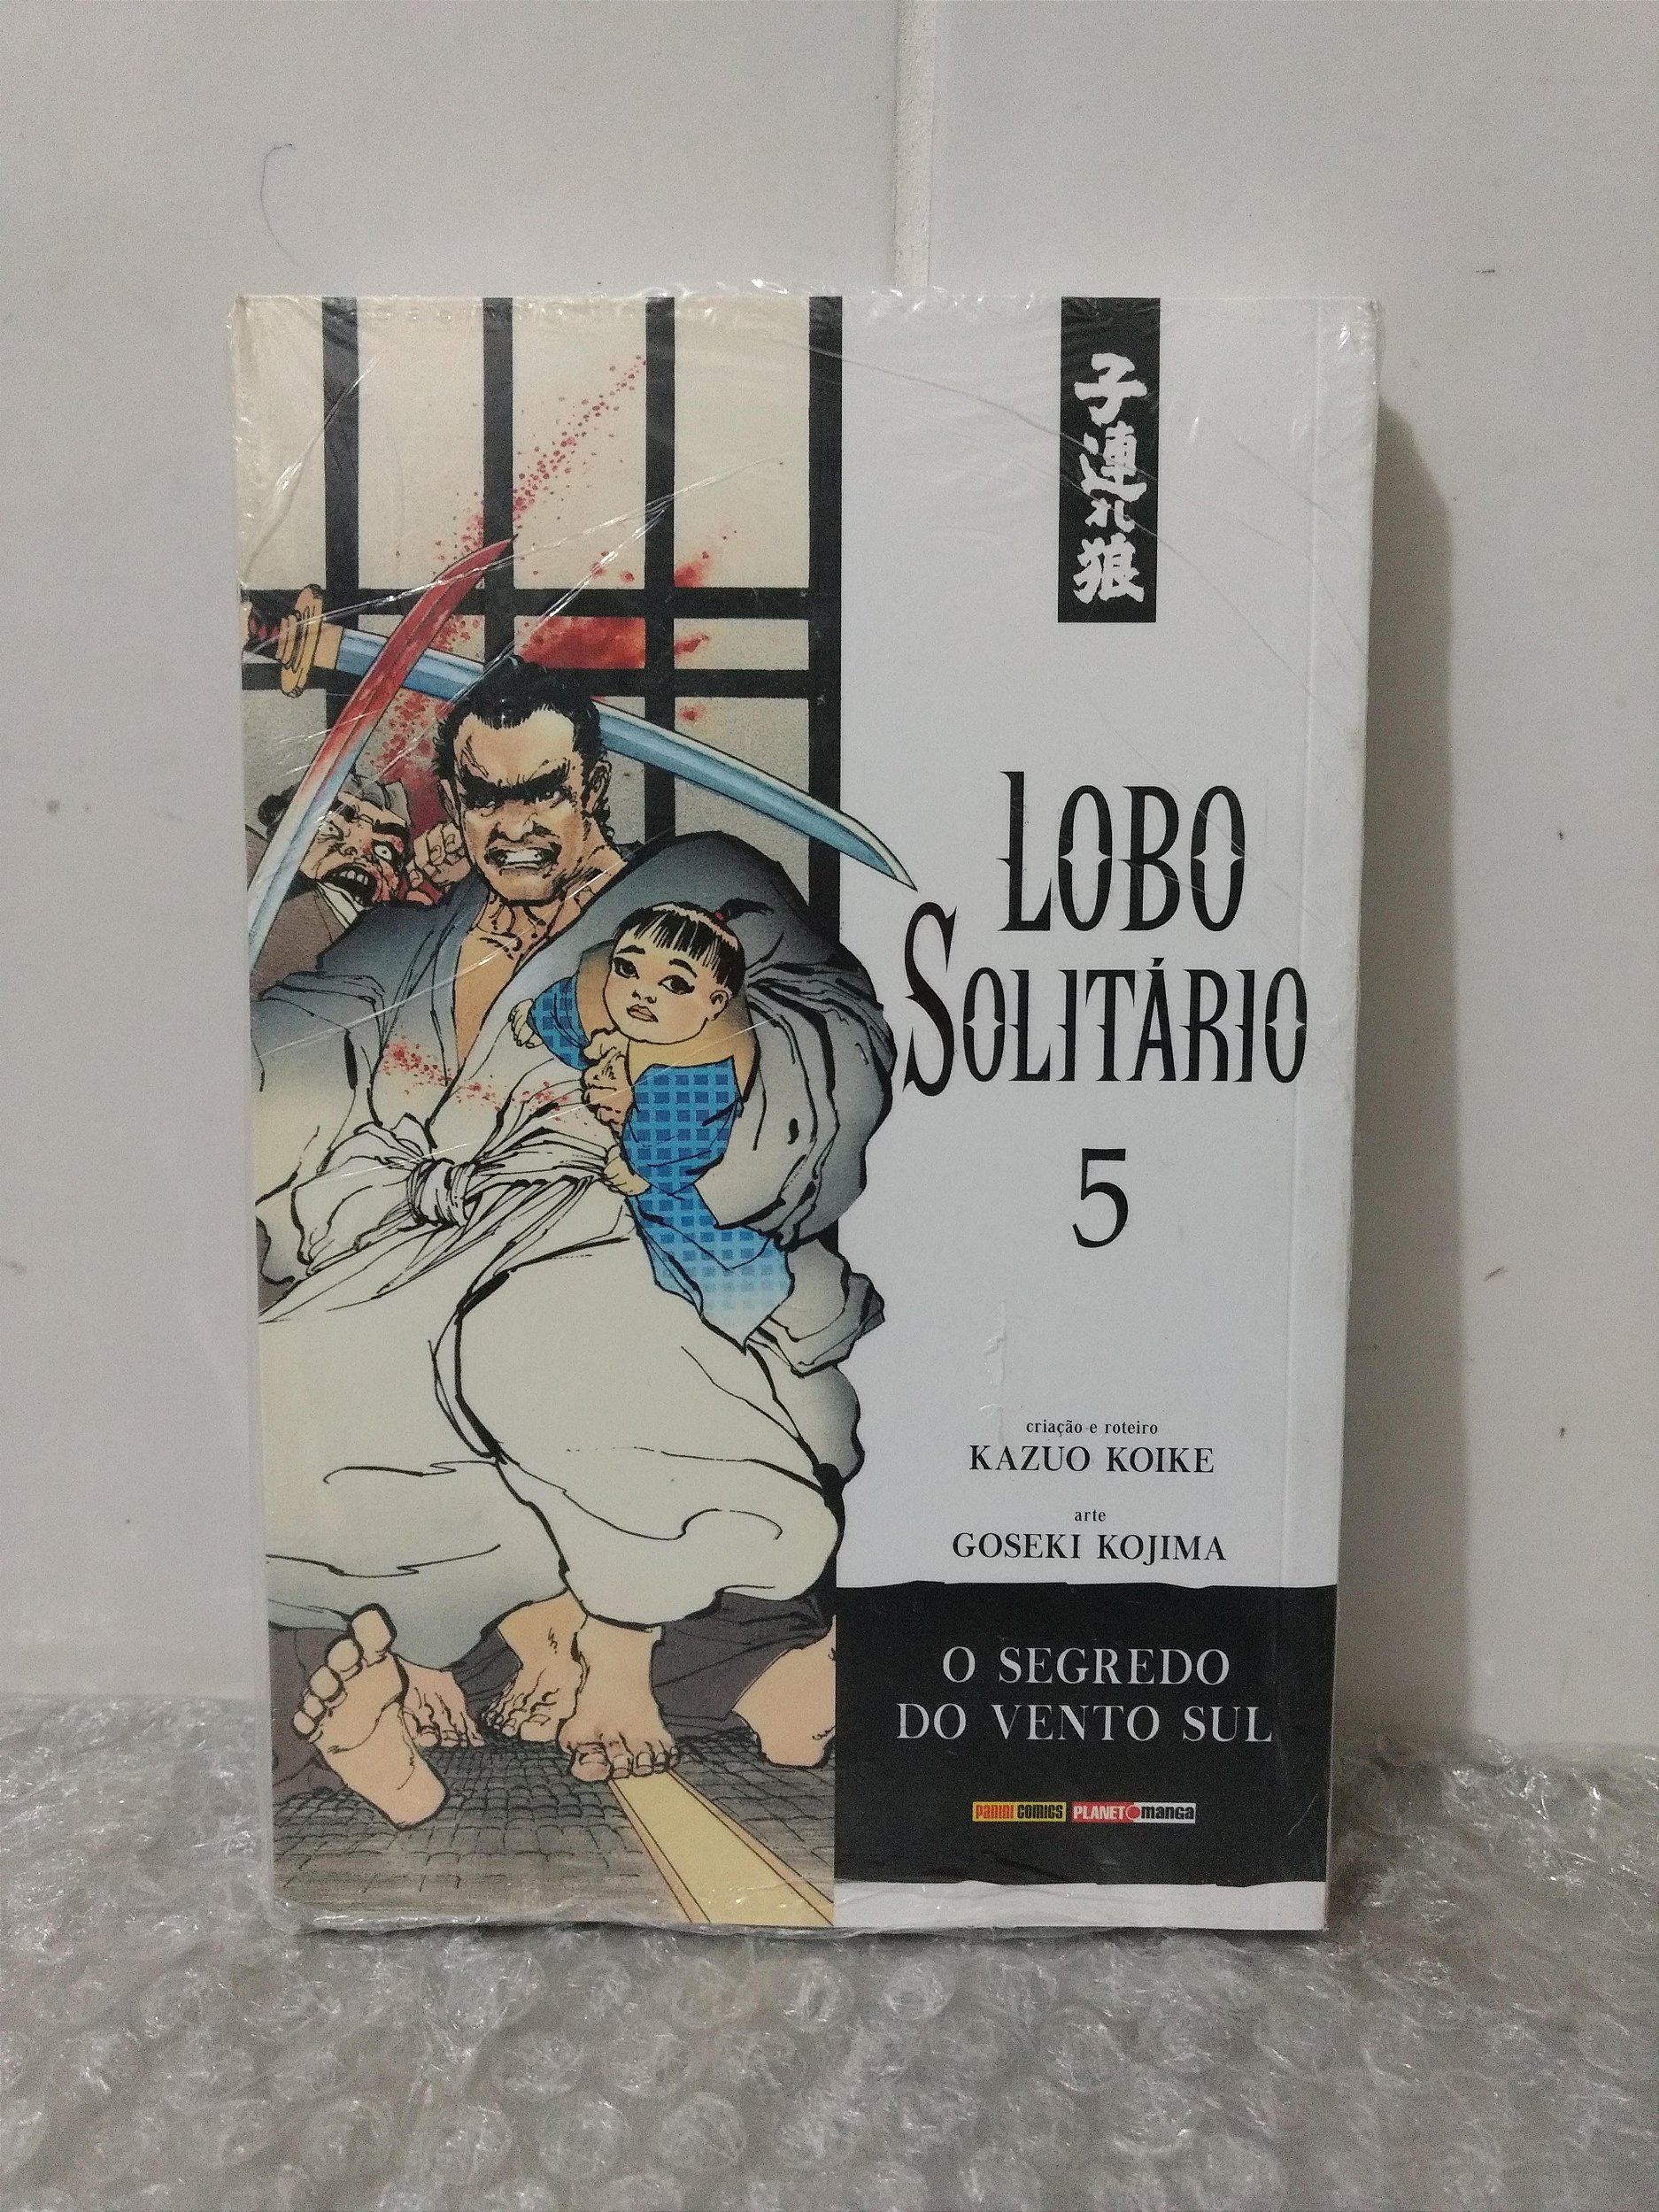 子連れ狼
LOBO
SOLITÁRIO
5
criação e roteiro
KAZUO KOIKE
arte
GOSEKI KOJIMA
O SEGREDO
DO VENTO SUL
PANINI COMICS PLANET manga